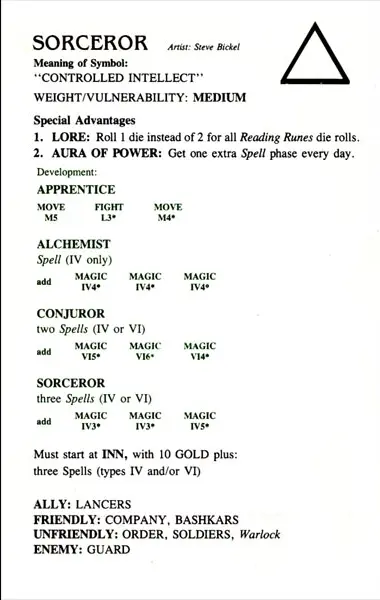 SORCEROR Artist: Steve Bickel
Meaning of Symbol:
"CONTROLLED INTELLECT"
WEIGHT/VULNERABILITY: MEDIUM
Special Advantages
1. LORE: Roll 1 die instead of 2 for all Reading Runes die rolls.
2. AURA OF POWER: Get one extra Spell phase every day.
Development:
APPRENTICE
MOVE FIGHT MOVE
M5 L3* M4*
ALCHEMIST
Spell (IV only)
MAGIC MAGIC MAGIC
add IV4* IV4* IV4*
CONJUROR
two Spells (IV or VI)
MAGIC MAGIC MAGIC
add VI5* VI6* VI4*
SORCEROR
three Spells (IV or VI)
MAGIC MAGIC MAGIC
add IV3* IV3* IV5*
Must start at INN, with 10 GOLD plus:
three Spells (types IV and/or VI)
ALLY: LANCERS
FRIENDLY: COMPANY, BASHKARS
UNFRIENDLY: ORDER, SOLDIERS, Warlock
ENEMY: GUARD